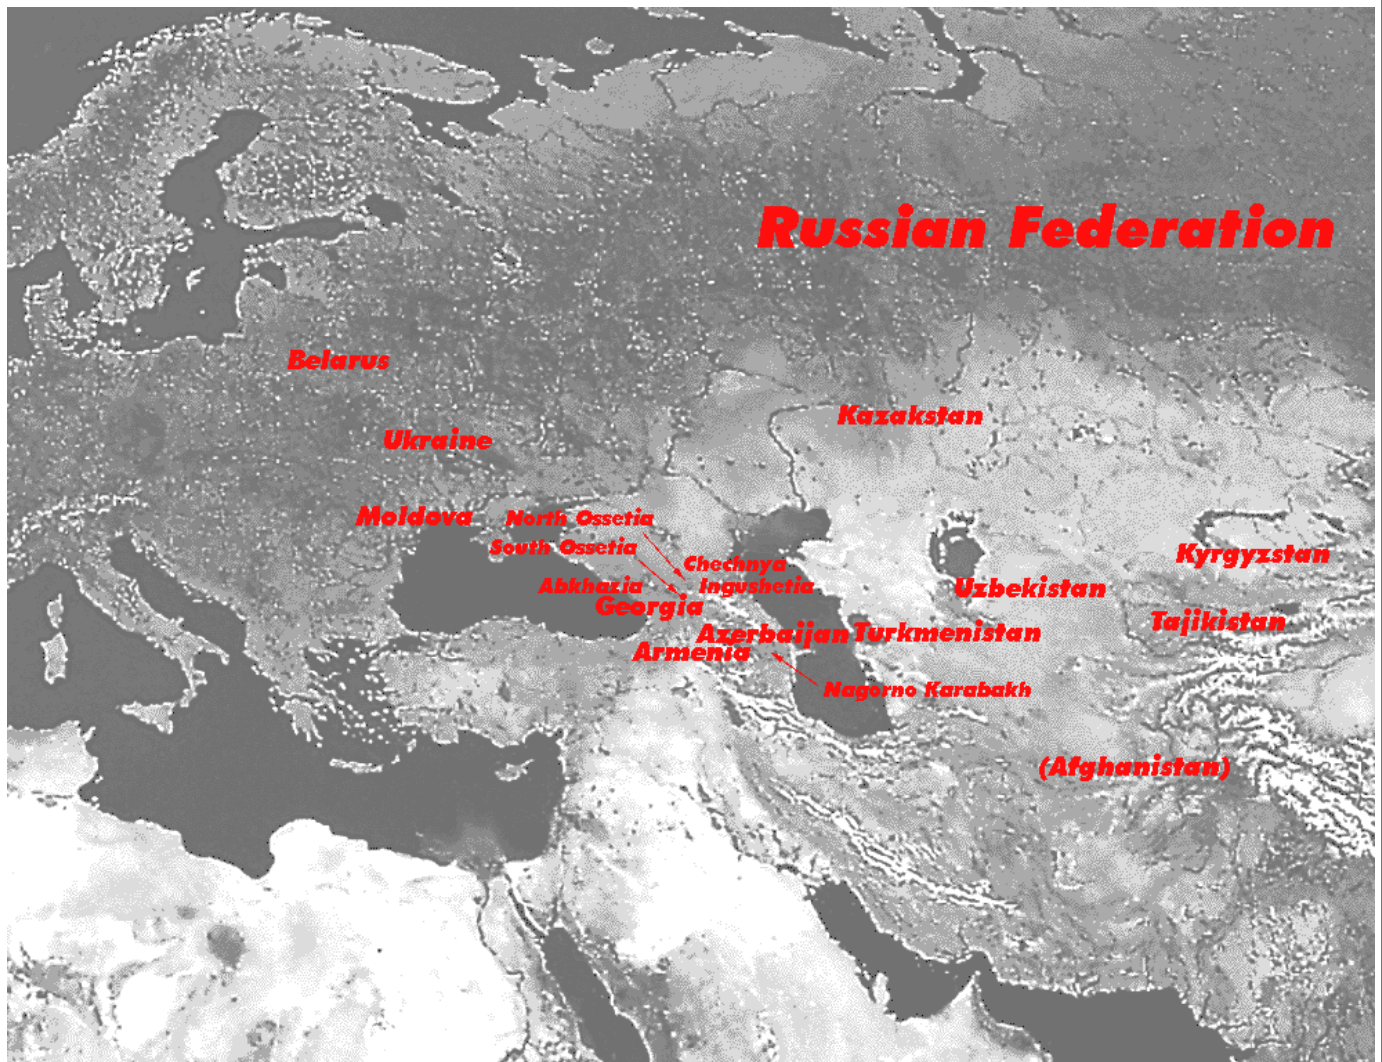 Russian Federation
Belarus
Kazakstan
Ukraine
Moldova
North Ossetia
South Ossetia
Kyrgyzstan
Chechnya
Abkhazia
Ingushetia
Uzbekistan
Georgia
Tajikistan
Azerbaijan
Turkmenistan
Armenia
Nagorno Karabakh
(Afghanistan)